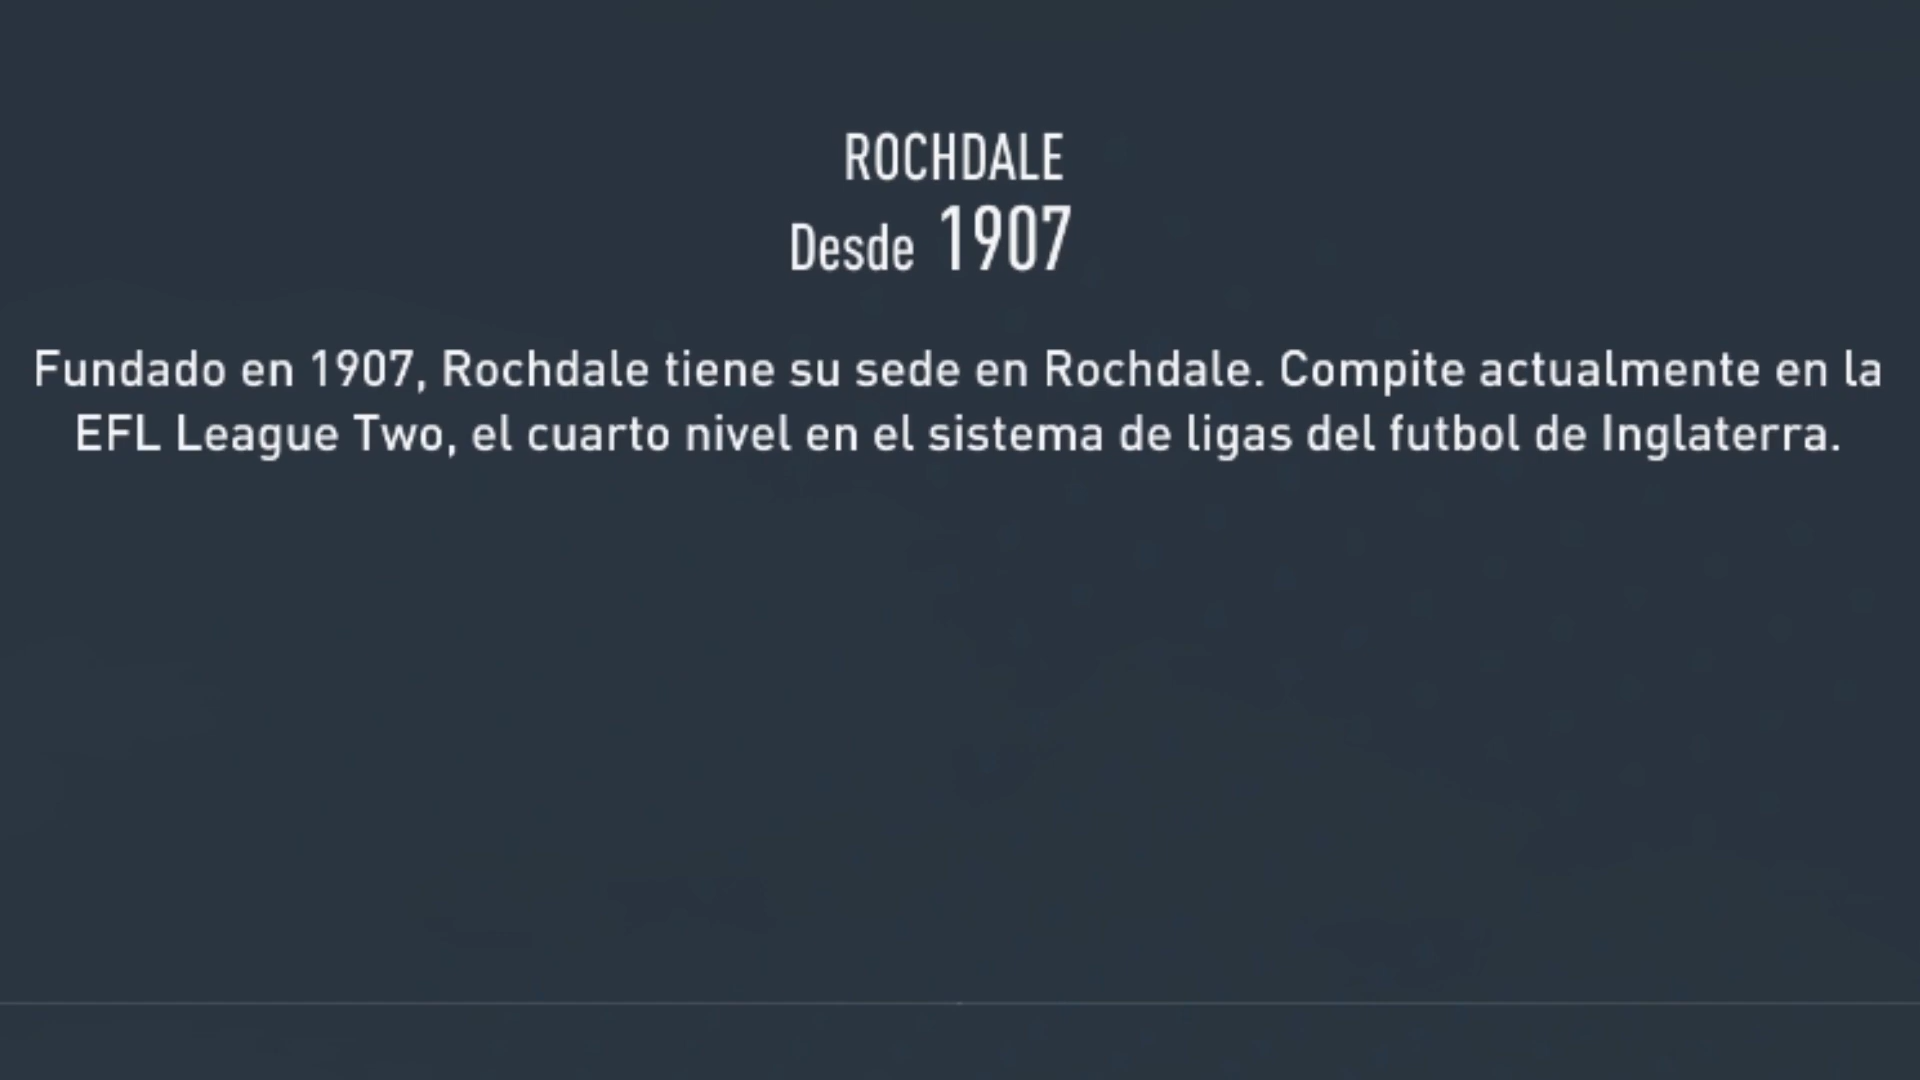 ROCHDALE
Desde 1907
Fundado en 1907, Rochdale tiene su sede en Rochdale. Compite actualmente en la
EFL League Two, el cuarto nivel en el sistema de ligas del futbol de Inglaterra.